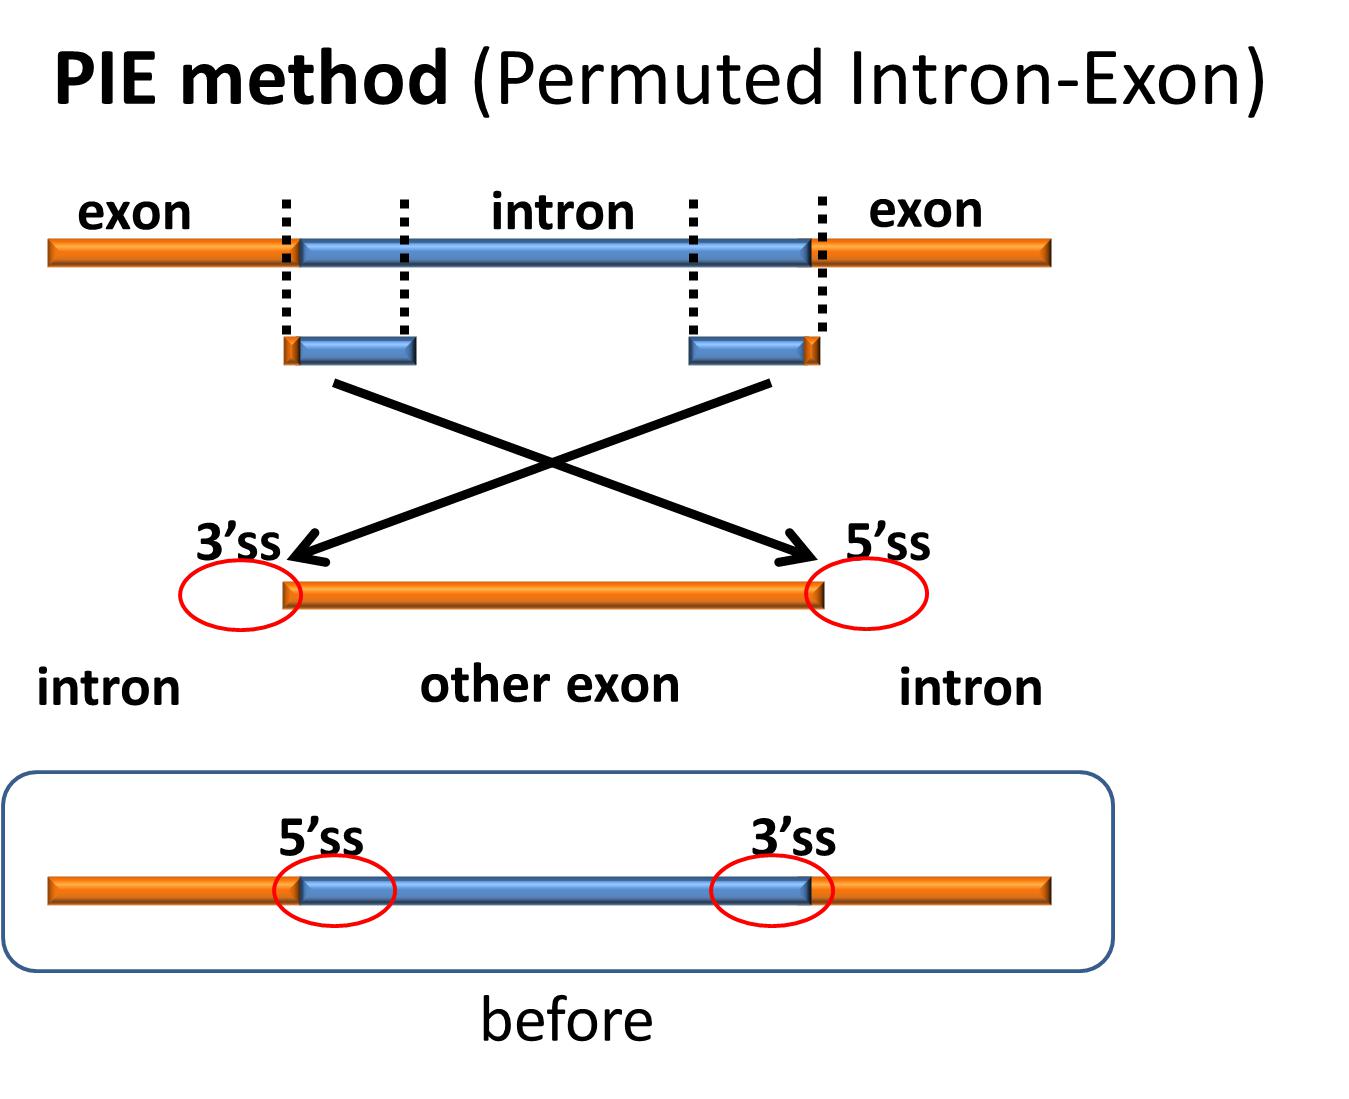 PIE method (Permuted Intron-Exon)
exon intron exon
3’ss 5’ss
intron other exon intron
5’ss 3’ss
before